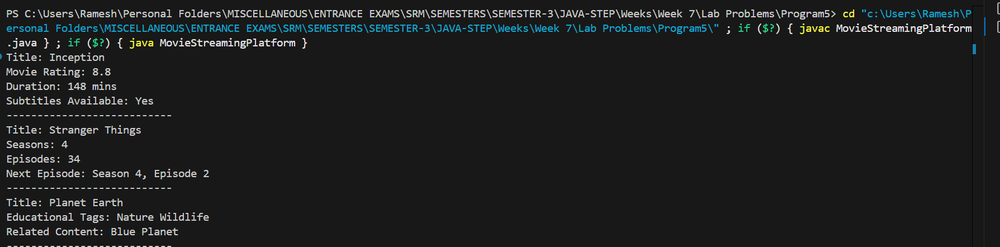 PS C:\Users\Ramesh\Personal Folders\MISCELLANEOUS\ENTRANCE EXAMS\SRM\SEMESTERS\SEMESTER-3\JAVA-STEP\Weeks\Week 7\Lab Problems\Program5> cd "c:\Users\Ramesh\P
ersonal Folders\MISCELLANEOUS\ENTRANCE EXAMS\SRM\SEMESTERS\SEMESTER-3\JAVA-STEP\Weeks\Week 7\Lab Problems\Program5\" ; if ($?) { javac MovieStreamingPlatform
.java } ; if ($?) { java MovieStreamingPlatform }
Title: Inception
Movie Rating: 8.8
Duration: 148 mins
Subtitles Available: Yes
---------------------------
Title: Stranger Things
Seasons: 4
Episodes: 34
Next Episode: Season 4, Episode 2
---------------------------
Title: Planet Earth
Educational Tags: Nature Wildlife
Related Content: Blue Planet
---------------------------